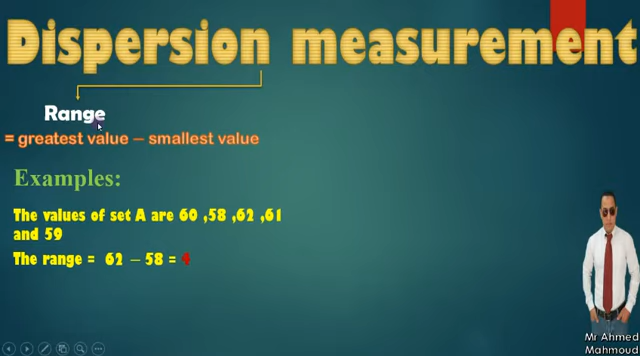 Dispersion measurement
Range
= greatest value – smallest value
Examples:
The values of set A are 60 ,58 ,62 ,61
and 59
The range = 62 – 58 = 4
Mr Ahmed
Mahmoud